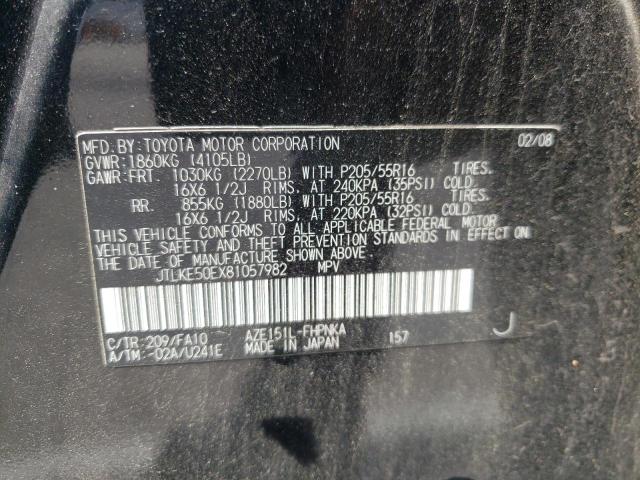 MFD.BY:TOYOTA MOTOR CORPORATION 02/08
GVWR:1860KG (4105LB)
GAWR:FRT. 1030KG (2270LB) WITH P205/55R16 TIRES.
16X6 1/2J RIMS. AT 240KPA (35PSI) COLD.
RR. 855KG (1880LB) WITH P205/55R16 TIRES.
16X6 1/2J RIMS. AT 220KPA (32PSI) COLD.
THIS VEHICLE CONFORMS TO ALL APPLICABLE FEDERAL MOTOR
VEHICLE SAFETY AND THEFT PREVENTION STANDARDS IN EFFECT
ON THE DATE OF MANUFACTURE SHOWN ABOVE.
JTLKE50EX81057982 MPV
C/TR:209/FA10 AZE151L-FHPNKA 157 J
A/TM:-02A/U241E MADE IN JAPAN